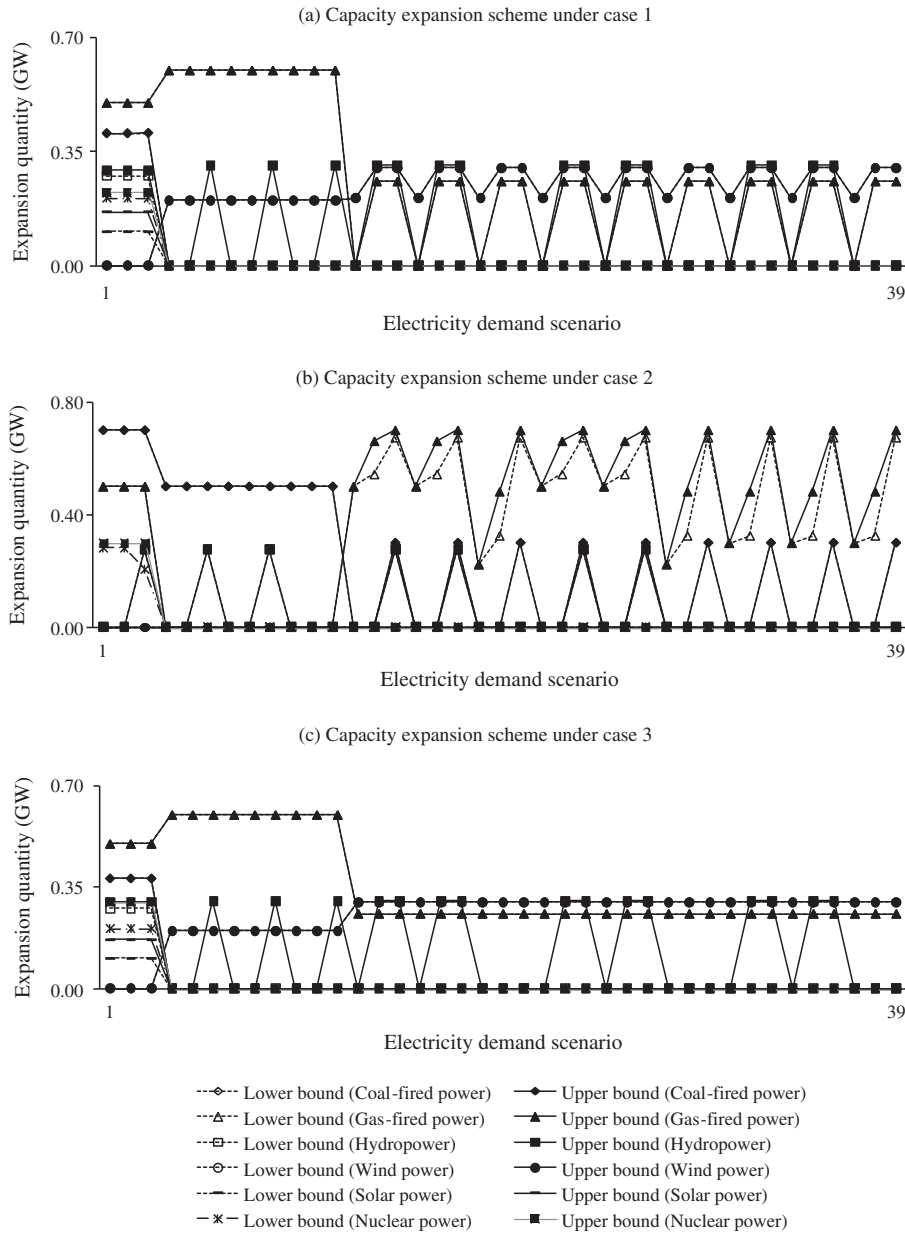 (a) Capacity expansion scheme under case 1
0.70
0.35
0.00
Expansion quantity (GW)
1
39
Electricity demand scenario
(b) Capacity expansion scheme under case 2
0.80
0.40
0.00
Expansion quantity (GW)
1
39
Electricity demand scenario
(c) Capacity expansion scheme under case 3
0.70
0.35
0.00
Expansion quantity (GW)
1
39
Electricity demand scenario
Lower bound (Coal-fired power)
Upper bound (Coal-fired power)
Lower bound (Gas-fired power)
Upper bound (Gas-fired power)
Lower bound (Hydropower)
Upper bound (Hydropower)
Lower bound (Wind power)
Upper bound (Wind power)
Lower bound (Solar power)
Upper bound (Solar power)
Lower bound (Nuclear power)
Upper bound (Nuclear power)